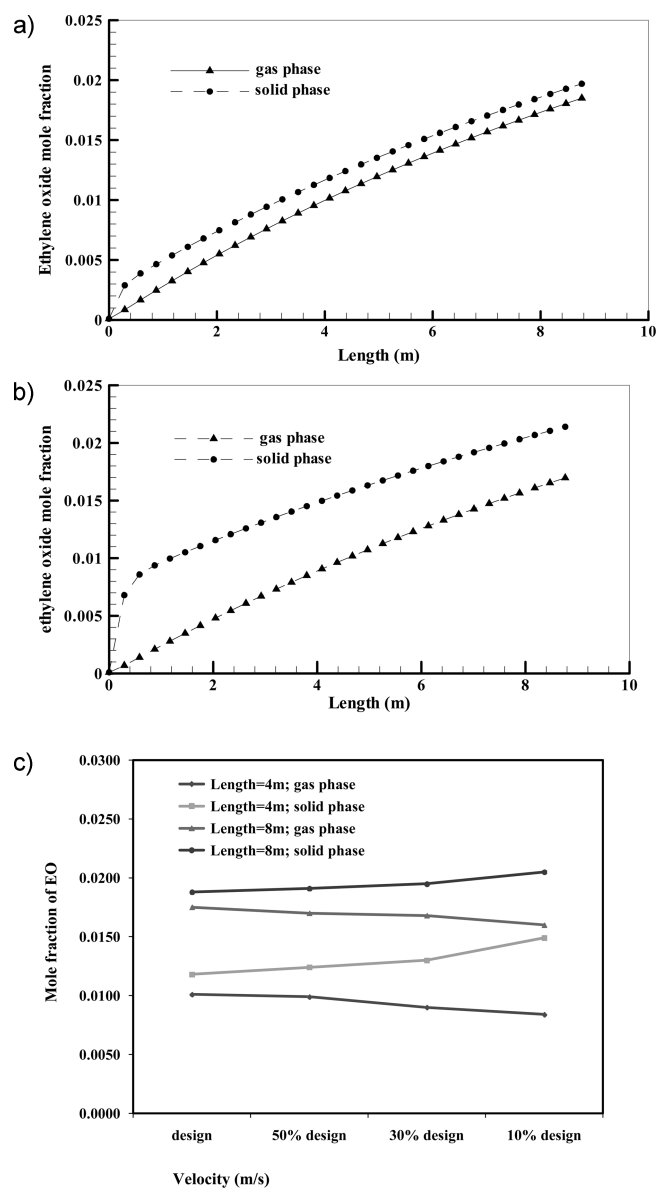 a)
0.025
0.02
0.015
0.01
0.005
0
Ethylene oxide mole fraction
gas phase
solid phase
0 2 4 6 8 10
Length (m)
b)
0.025
0.02
0.015
0.01
0.005
0
ethylene oxide mole fraction
gas phase
solid phase
0 2 4 6 8 10
Length (m)
c)
0.0300
0.0250
0.0200
0.0150
0.0100
0.0050
0.0000
Mole fraction of EO
Length=4m; gas phase
Length=4m; solid phase
Length=8m; gas phase
Length=8m; solid phase
design 50% design 30% design 10% design
Velocity (m/s)